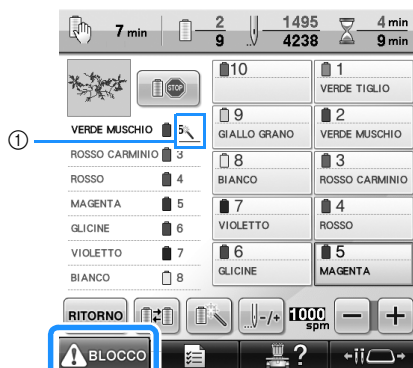 7 min
2
9
1495
4238
4 min
9 min
STOP
VERDE MUSCHIO 5
ROSSO CARMINIO 3
ROSSO 4
MAGENTA 5
GLICINE 6
VIOLETTO 7
BIANCO 8
10
1
VERDE TIGLIO
9
GIALLO GRANO
2
VERDE MUSCHIO
8
BIANCO
3
ROSSO CARMINIO
7
VIOLETTO
4
ROSSO
6
GLICINE
5
MAGENTA
①
RITORNO
-/+
1000
spm
−
+
BLOCCO
?